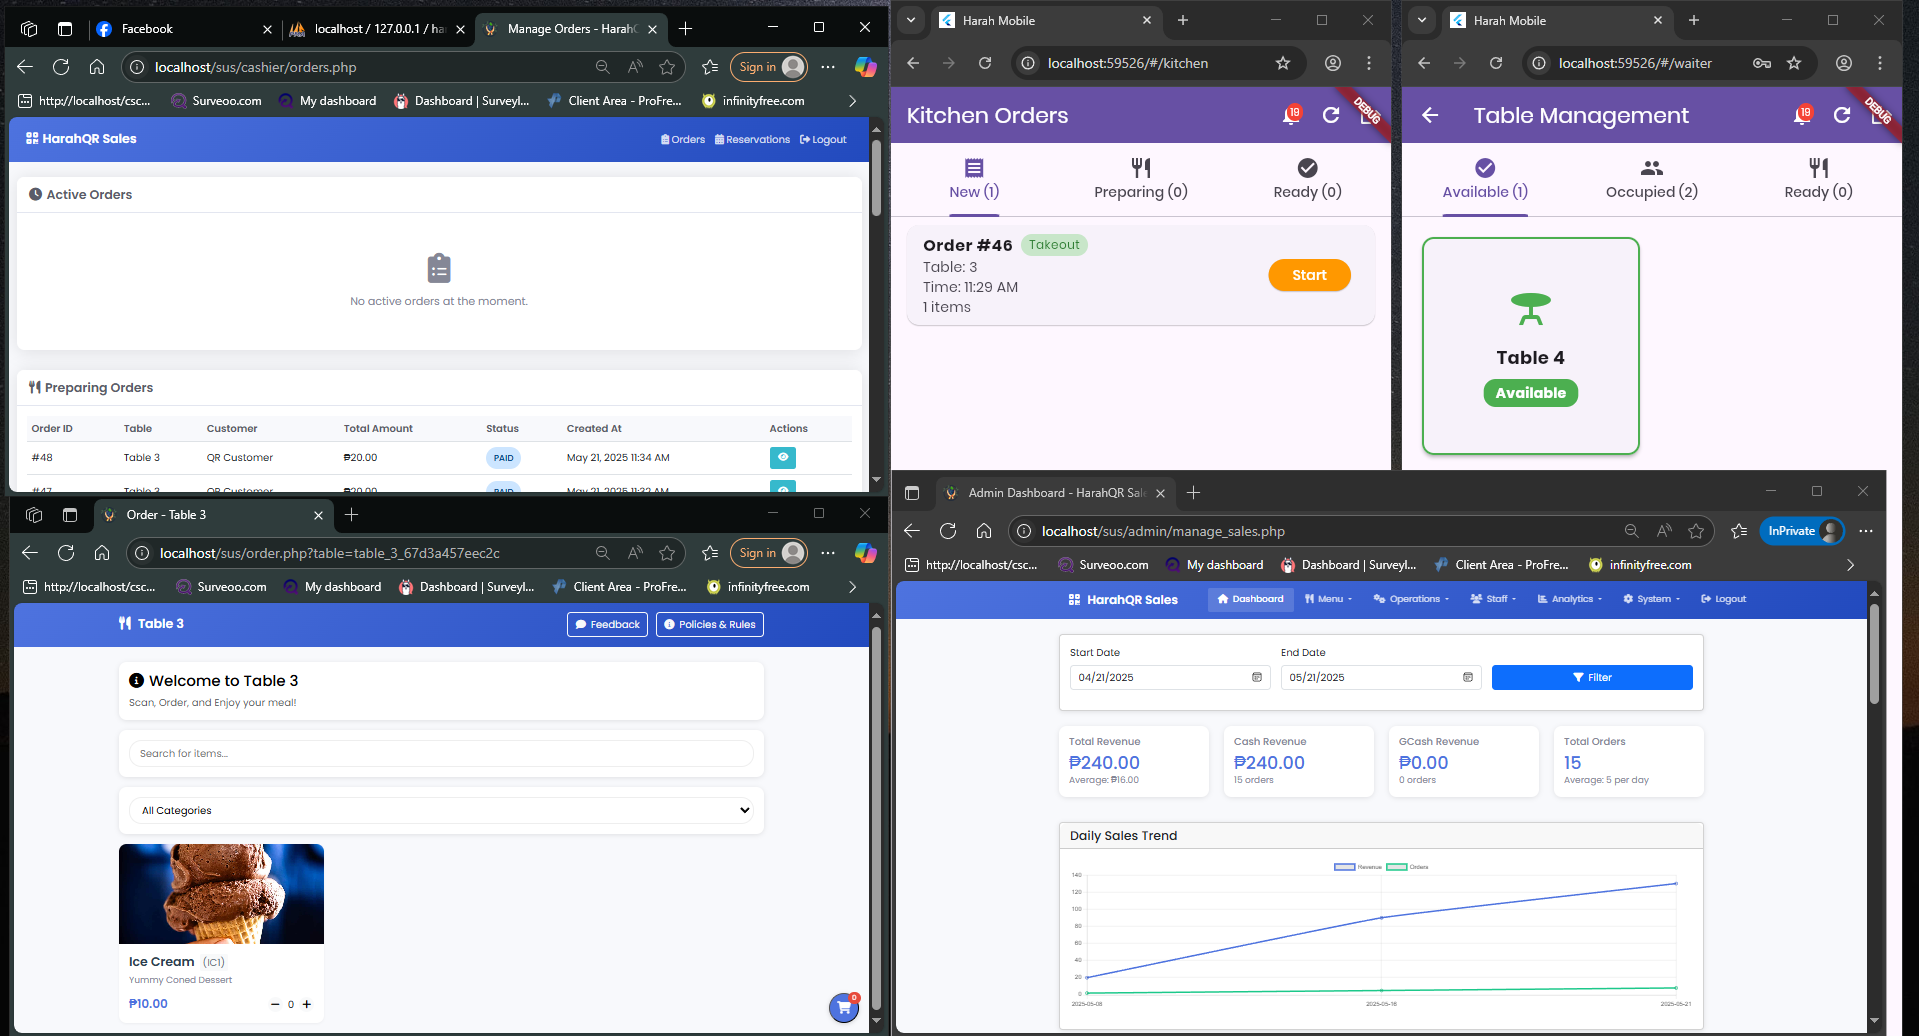 Facebook
localhost / 127.0.0.1 / har
Manage Orders - HarahQ
localhost/sus/cashier/orders.php
Sign in
http://localhost/csc...
Surveoo.com
My dashboard
Dashboard | Surveyl...
Client Area - ProFre...
infinityfree.com
HarahQR Sales
Orders
Reservations
Logout
Active Orders
No active orders at the moment.
Preparing Orders
Order ID Table Customer Total Amount Status Created At Actions
#48 Table 3 QR Customer ₱20.00 PAID May 21, 2025 11:34 AM
#47 Table 3 QR Customer ₱20.00 PAID May 21, 2025 11:32 AM
Harah Mobile
localhost:59526/#/kitchen
Kitchen Orders
19
DEBUG
New (1)
Preparing (0)
Ready (0)
Order #46 Takeout
Table: 3
Time: 11:29 AM
1 items
Start
Harah Mobile
localhost:59526/#/waiter
Table Management
19
DEBUG
Available (1)
Occupied (2)
Ready (0)
Table 4
Available
Order - Table 3
localhost/sus/order.php?table=table_3_67d3a457eec2c
Sign in
http://localhost/csc...
Surveoo.com
My dashboard
Dashboard | Surveyl...
Client Area - ProFre...
infinityfree.com
Table 3
Feedback
Policies & Rules
Welcome to Table 3
Scan, Order, and Enjoy your meal!
Search for items...
All Categories
Ice Cream (IC1)
Yummy Coned Dessert
₱10.00
− 0 +
0
Admin Dashboard - HarahQR Sale
localhost/sus/admin/manage_sales.php
InPrivate
http://localhost/csc...
Surveoo.com
My dashboard
Dashboard | Surveyl...
Client Area - ProFre...
infinityfree.com
HarahQR Sales
Dashboard
Menu
Operations
Staff
Analytics
System
Logout
Start Date
04/21/2025
End Date
05/21/2025
Filter
Total Revenue
₱240.00
Average: ₱16.00
Cash Revenue
₱240.00
15 orders
GCash Revenue
₱0.00
0 orders
Total Orders
15
Average: 5 per day
Daily Sales Trend
Revenue
Orders
140
120
100
80
60
40
20
0
2025-05-08
2025-05-18
2025-05-21